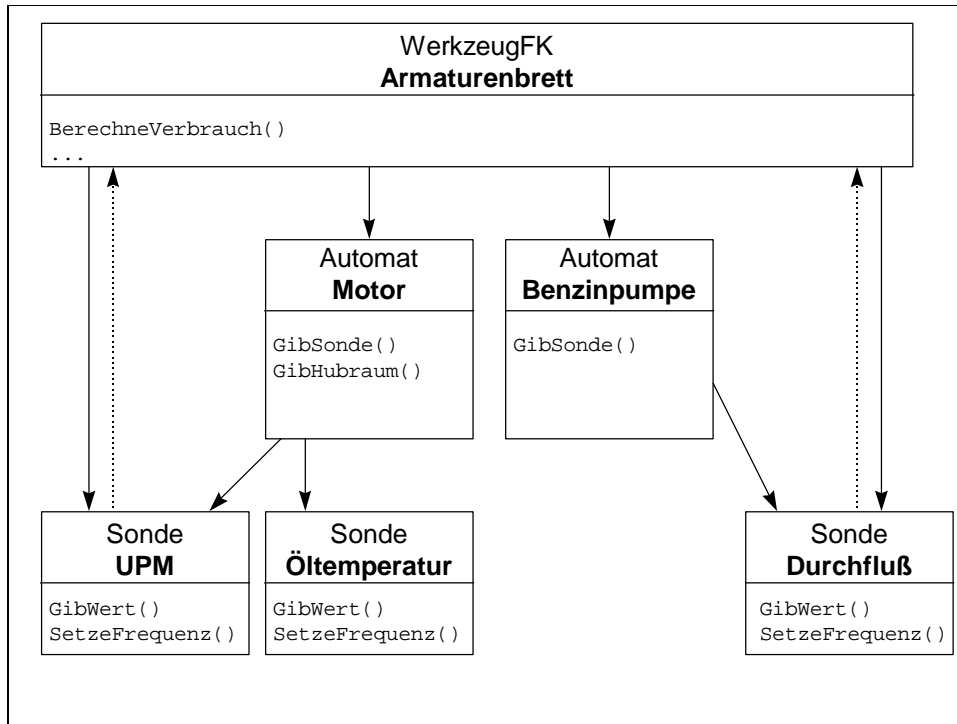 WerkzeugFK
Armaturenbrett
BerechneVerbrauch()
...
Automat
Motor
GibSonde()
GibHubraum()
Automat
Benzinpumpe
GibSonde()
Sonde
UPM
GibWert()
SetzeFrequenz()
Sonde
Öltemperatur
GibWert()
SetzeFrequenz()
Sonde
Durchfluß
GibWert()
SetzeFrequenz()